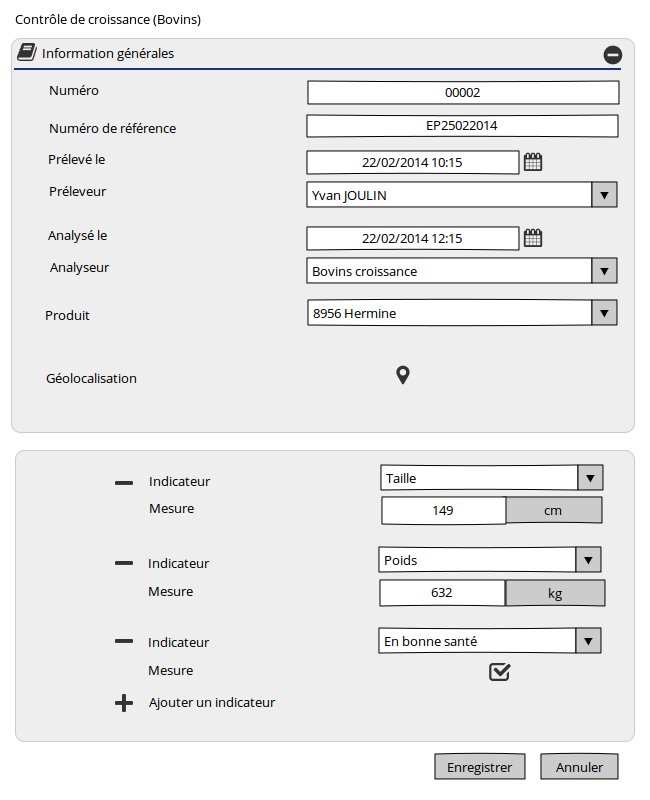 Contrôle de croissance (Bovins)
Information générales
Numéro 00002
Numéro de référence EP25022014
Prélevé le 22/02/2014 10:15
Préleveur Yvan JOULIN
Analysé le 22/02/2014 12:15
Analyseur Bovins croissance
Produit 8956 Hermine
Géolocalisation
Indicateur Taille
Mesure 149 cm
Indicateur Poids
Mesure 632 kg
Indicateur En bonne santé
Mesure
Ajouter un indicateur
Enregistrer Annuler